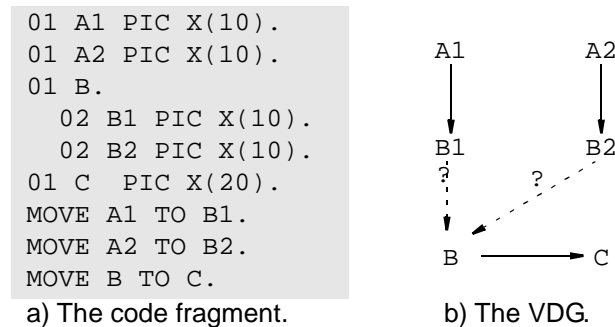 01 A1 PIC X(10).
01 A2 PIC X(10).
01 B.
  02 B1 PIC X(10).
  02 B2 PIC X(10).
01 C  PIC X(20).
MOVE A1 TO B1.
MOVE A2 TO B2.
MOVE B TO C.
a) The code fragment.
A1 A2
B1 B2
? ?
B C
b) The VDG.